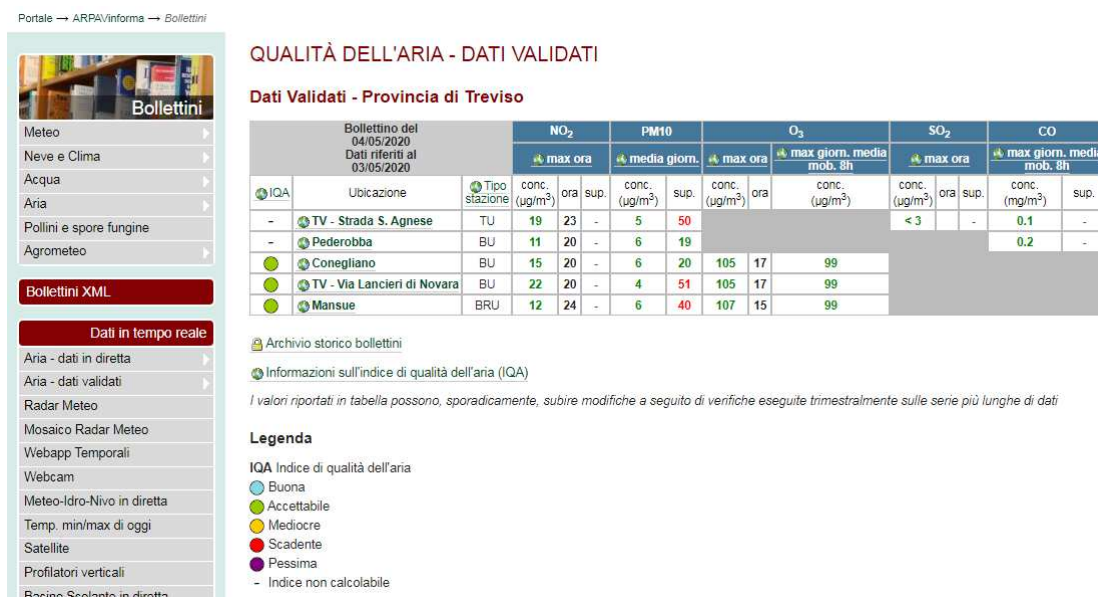 Portale → ARPAVinforma → Bollettini
Bollettini
Meteo
Neve e Clima
Acqua
Aria
Pollini e spore fungine
Agrometeo
Bollettini XML
Dati in tempo reale
Aria - dati in diretta
Aria - dati validati
Radar Meteo
Mosaico Radar Meteo
Webapp Temporali
Webcam
Meteo-Idro-Nivo in diretta
Temp. min/max di oggi
Satellite
Profilatori verticali
Bacino Scolante in diretta
QUALITÀ DELL'ARIA - DATI VALIDATI
Dati Validati - Provincia di Treviso
Bollettino del 04/05/2020 Dati riferiti al 03/05/2020 NO2 PM10 O3 SO2 CO
max ora media giorn. max ora max giorn. media mob. 8h max ora max giorn. media mob. 8h
IQA Ubicazione Tipo stazione conc. (µg/m3) ora sup. conc. (µg/m3) sup. conc. (µg/m3) ora conc. (µg/m3) conc. (µg/m3) ora sup. conc. (mg/m3) sup.
- TV - Strada S. Agnese TU 19 23 - 5 50 < 3 - 0.1 -
- Pederobba BU 11 20 - 6 19 0.2 -
Conegliano BU 15 20 - 6 20 105 17 99
TV - Via Lancieri di Novara BU 22 20 - 4 51 105 17 99
Mansue BRU 12 24 - 6 40 107 15 99
Archivio storico bollettini
Informazioni sull'indice di qualità dell'aria (IQA)
I valori riportati in tabella possono, sporadicamente, subire modifiche a seguito di verifiche eseguite trimestralmente sulle serie più lunghe di dati
Legenda
IQA Indice di qualità dell'aria
Buona
Accettabile
Mediocre
Scadente
Pessima
- Indice non calcolabile